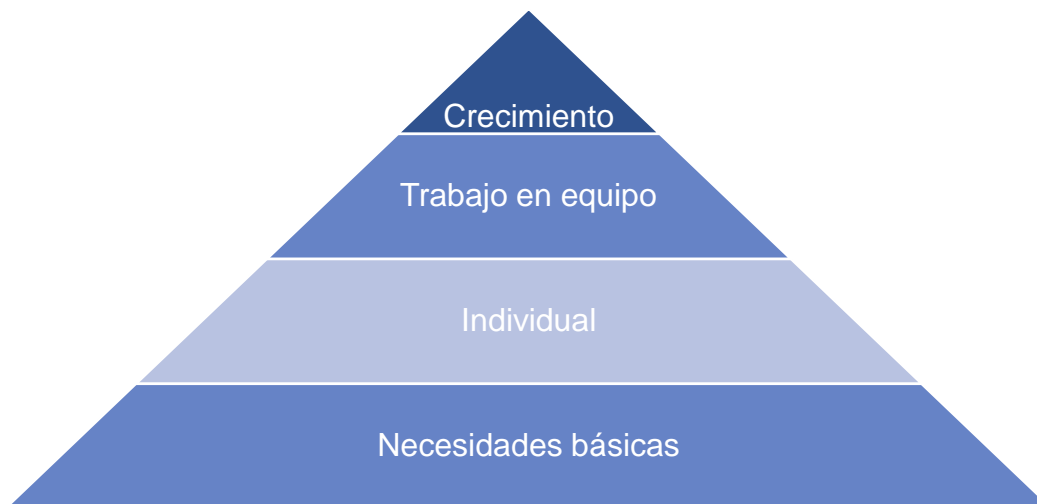 Crecimiento
Trabajo en equipo
Individual
Necesidades básicas